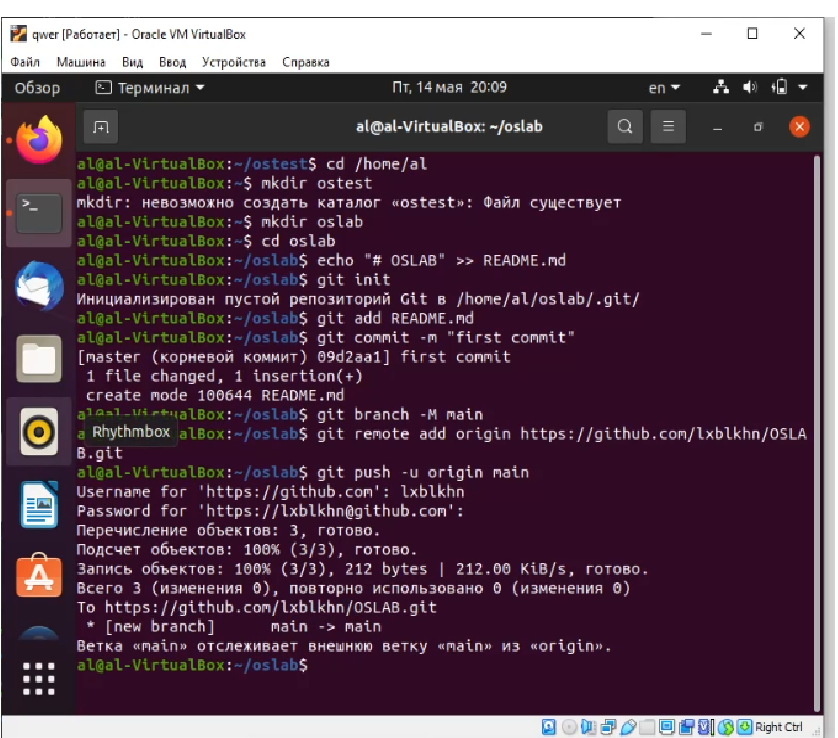 qwer [Работает] - Oracle VM VirtualBox
Файл Машина Вид Ввод Устройства Справка
Обзор Терминал Пт, 14 мая 20:09 en
al@al-VirtualBox: ~/oslab
al@al-VirtualBox:~/ostest$ cd /home/al
al@al-VirtualBox:~$ mkdir ostest
mkdir: невозможно создать каталог «ostest»: Файл существует
al@al-VirtualBox:~$ mkdir oslab
al@al-VirtualBox:~$ cd oslab
al@al-VirtualBox:~/oslab$ echo "# OSLAB" >> README.md
al@al-VirtualBox:~/oslab$ git init
Инициализирован пустой репозиторий Git в /home/al/oslab/.git/
al@al-VirtualBox:~/oslab$ git add README.md
al@al-VirtualBox:~/oslab$ git commit -m "first commit"
[master (корневой коммит) 09d2aa1] first commit
1 file changed, 1 insertion(+)
create mode 100644 README.md
al@al-VirtualBox:~/oslab$ git branch -M main
Rhythmbox
alBox:~/oslab$ git remote add origin https://github.com/lxblkhn/OSLA
B.git
al@al-VirtualBox:~/oslab$ git push -u origin main
Username for 'https://github.com': lxblkhn
Password for 'https://lxblkhn@github.com':
Перечисление объектов: 3, готово.
Подсчет объектов: 100% (3/3), готово.
Запись объектов: 100% (3/3), 212 bytes | 212.00 KiB/s, готово.
Всего 3 (изменения 0), повторно использовано 0 (изменения 0)
To https://github.com/lxblkhn/OSLAB.git
* [new branch] main -> main
Ветка «main» отслеживает внешнюю ветку «main» из «origin».
al@al-VirtualBox:~/oslab$
Right Ctrl